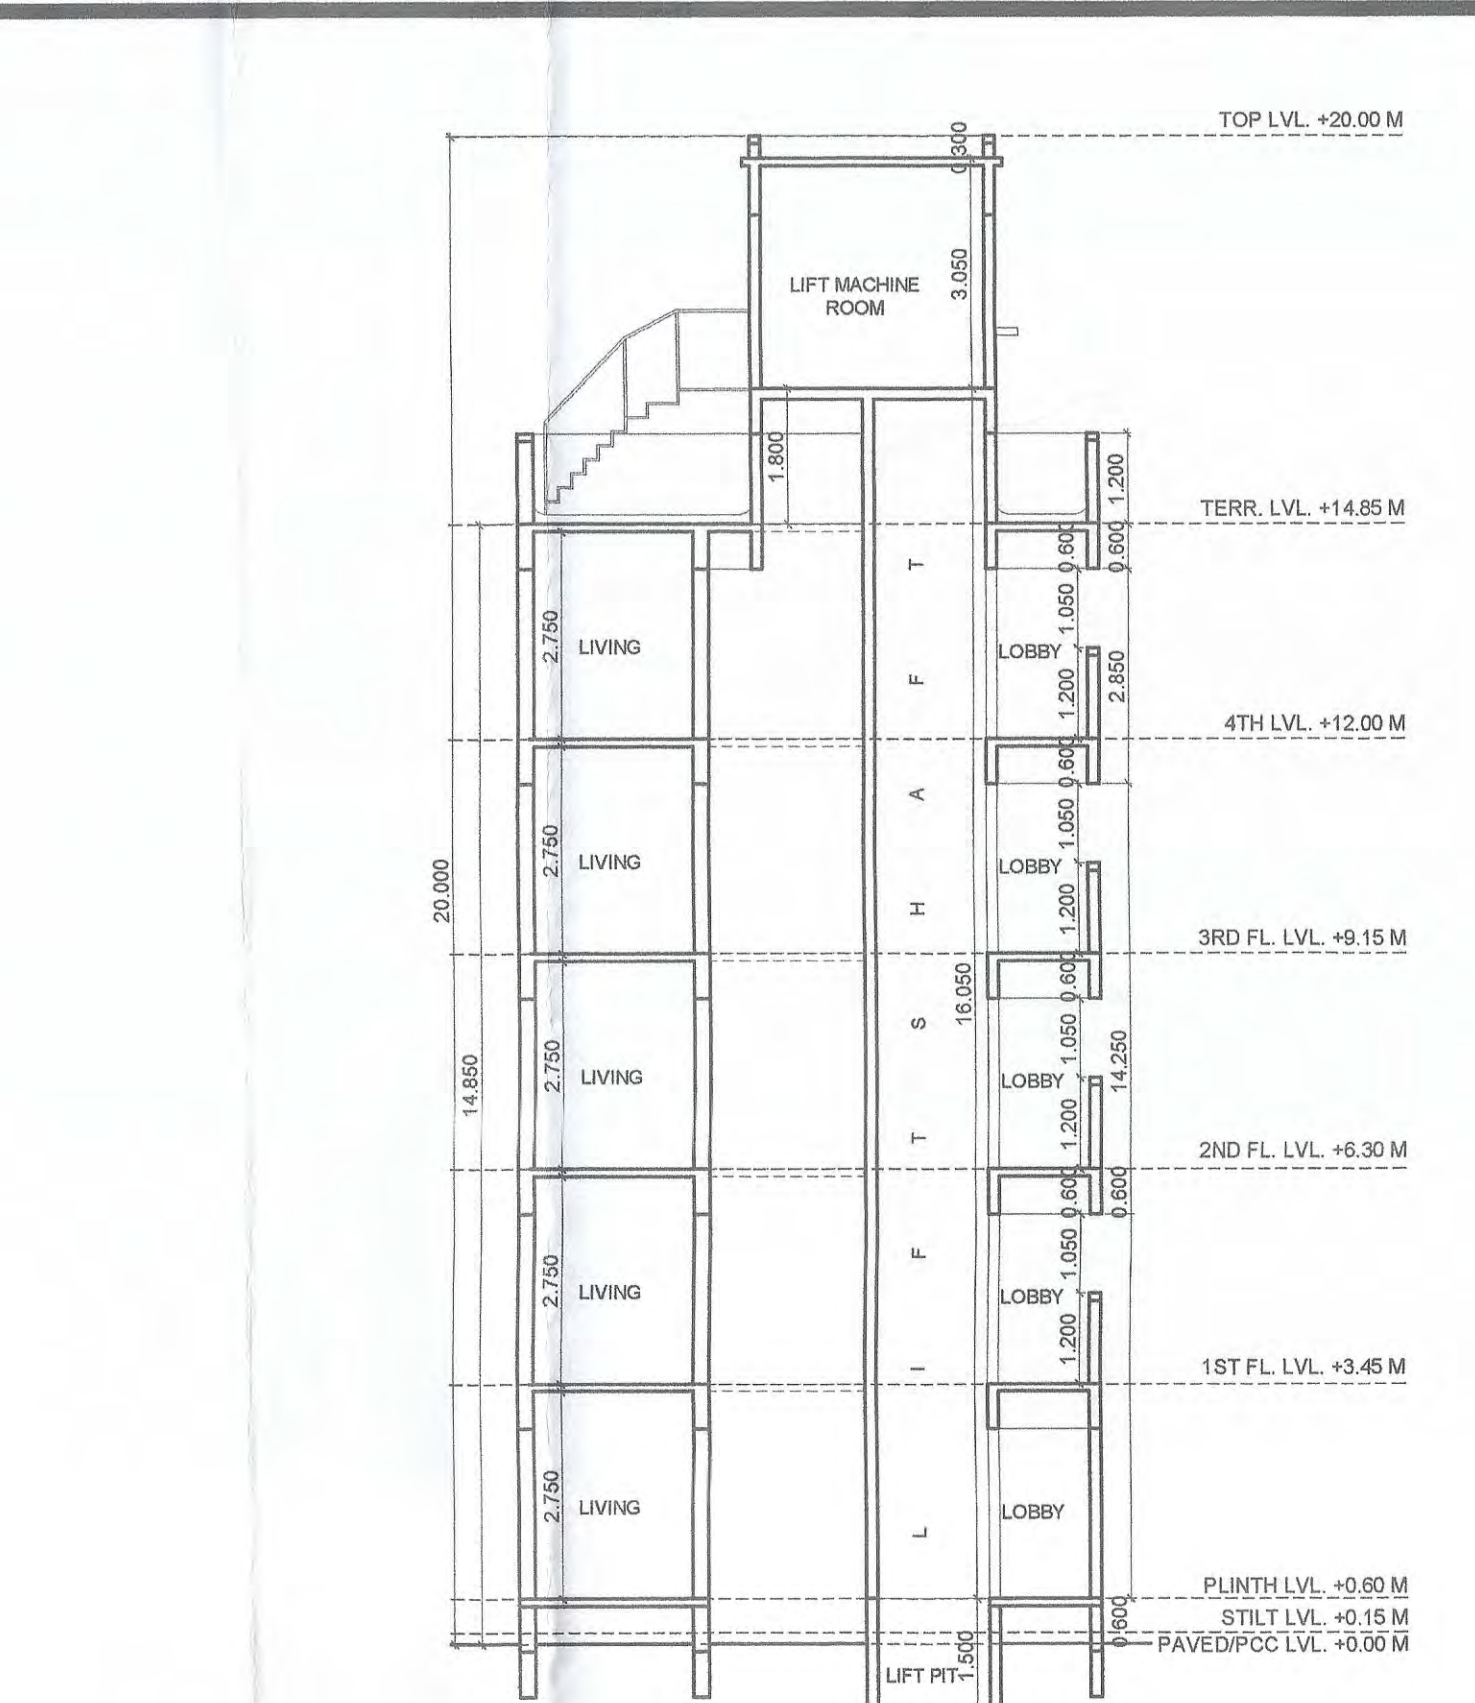 TOP LVL. +20.00 M
0.300
LIFT MACHINE
ROOM
3.050
1.800
1.200
TERR. LVL. +14.85 M
0.600
0.600
1.050
2.750
LIVING
LOBBY
1.200
2.850
4TH LVL. +12.00 M
0.600
1.050
2.750
LIVING
LOBBY
1.200
20.000
3RD FL. LVL. +9.15 M
0.600
16.050
1.050
2.750
LIVING
LOBBY
14.850
14.250
1.200
2ND FL. LVL. +6.30 M
0.600
0.600
1.050
2.750
LIVING
LOBBY
1.200
1ST FL. LVL. +3.45 M
2.750
LIVING
LOBBY
LIFT SHAFT
PLINTH LVL. +0.60 M
STILT LVL. +0.15 M
0.600
PAVED/PCC LVL. +0.00 M
LIFT PIT
1.500